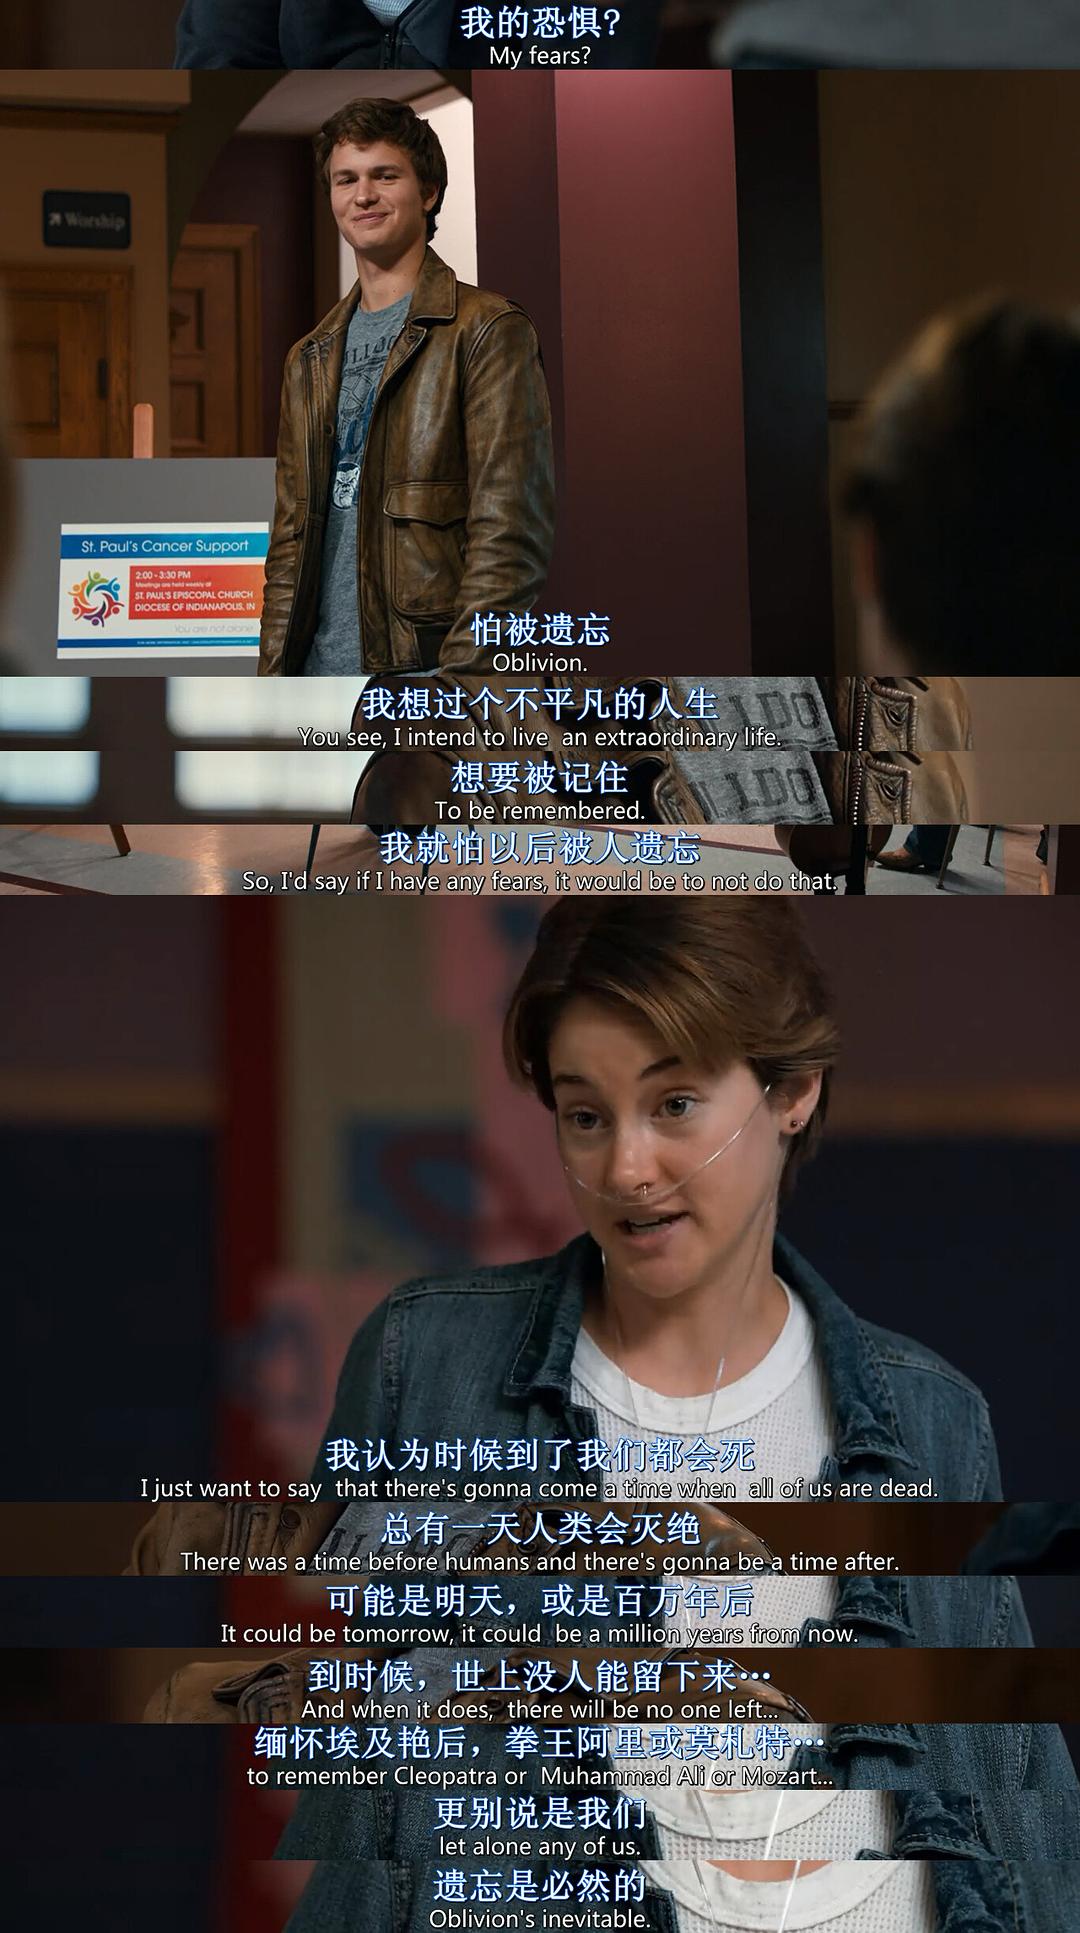 我的恐惧?
My fears?
Worship
St. Paul's Cancer Support
2:00 - 3:30 PM
Meetings are held weekly at
ST. PAUL'S EPISCOPAL CHURCH
DIOCESE OF INDIANAPOLIS, IN
You are not alone
怕被遗忘
Oblivion.
我想过个不平凡的人生
You see, I intend to live an extraordinary life.
想要被记住
To be remembered.
我就怕以后被人遗忘
So, I'd say if I have any fears, it would be to not do that.
我认为时候到了我们都会死
I just want to say that there's gonna come a time when all of us are dead.
总有一天人类会灭绝
There was a time before humans and there's gonna be a time after.
可能是明天，或是百万年后
It could be tomorrow, it could be a million years from now.
到时候，世上没人能留下来…
And when it does, there will be no one left...
缅怀埃及艳后，拳王阿里或莫札特…
to remember Cleopatra or Muhammad Ali or Mozart...
更别说是我们
let alone any of us.
遗忘是必然的
Oblivion's inevitable.